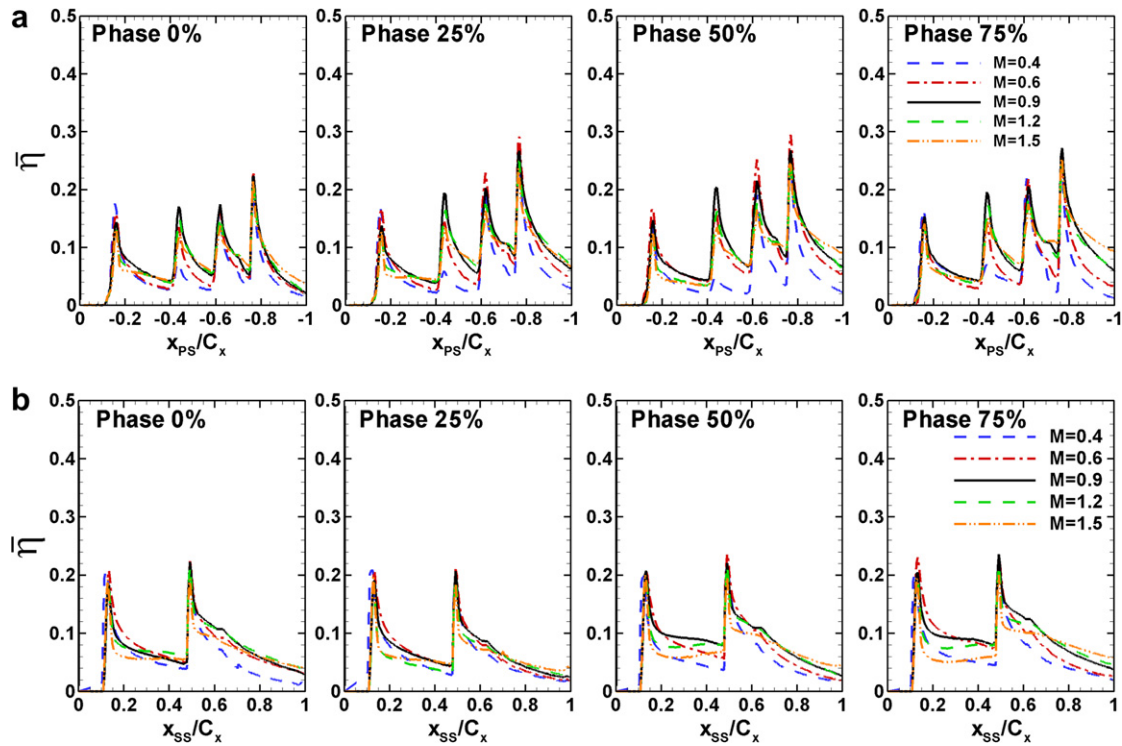 a
Phase 0%
Phase 25%
Phase 50%
Phase 75%
M=0.4
M=0.6
M=0.9
M=1.2
M=1.5
η̄
0.5
0.4
0.3
0.2
0.1
0
0 -0.2 -0.4 -0.6 -0.8 -1
0 -0.2 -0.4 -0.6 -0.8 -1
0 -0.2 -0.4 -0.6 -0.8 -1
0 -0.2 -0.4 -0.6 -0.8 -1
x_PS/C_x
x_PS/C_x
x_PS/C_x
x_PS/C_x
b
Phase 0%
Phase 25%
Phase 50%
Phase 75%
M=0.4
M=0.6
M=0.9
M=1.2
M=1.5
η̄
0.5
0.4
0.3
0.2
0.1
0
0 0.2 0.4 0.6 0.8 1
0 0.2 0.4 0.6 0.8 1
0 0.2 0.4 0.6 0.8 1
0 0.2 0.4 0.6 0.8 1
x_SS/C_x
x_SS/C_x
x_SS/C_x
x_SS/C_x